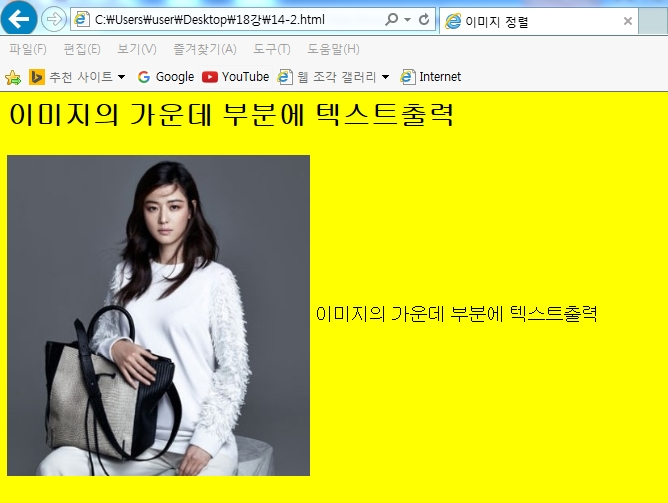 C:\Users\user\Desktop\18강\14-2.html
이미지 정렬
파일(F) 편집(E) 보기(V) 즐겨찾기(A) 도구(T) 도움말(H)
추천 사이트 Google YouTube 웹 조각 갤러리 Internet
이미지의 가운데 부분에 텍스트출력
이미지의 가운데 부분에 텍스트출력